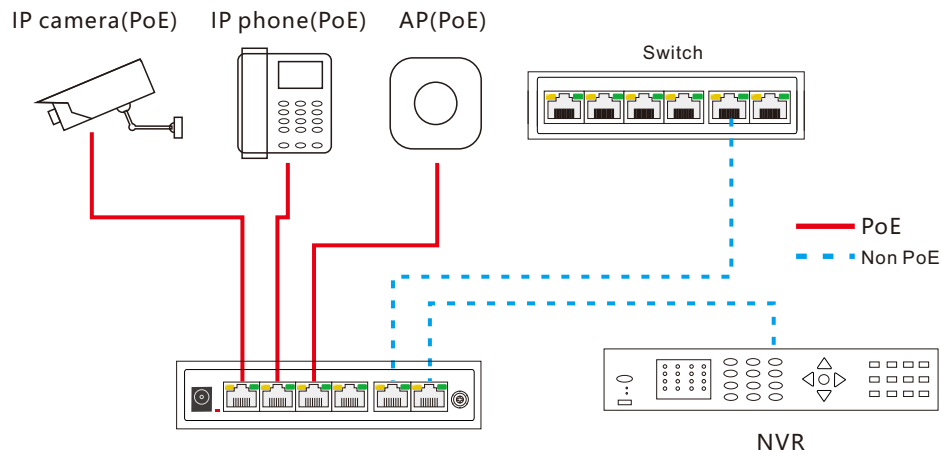 IP camera(PoE)
IP phone(PoE)
AP(PoE)
Switch
PoE
Non PoE
NVR